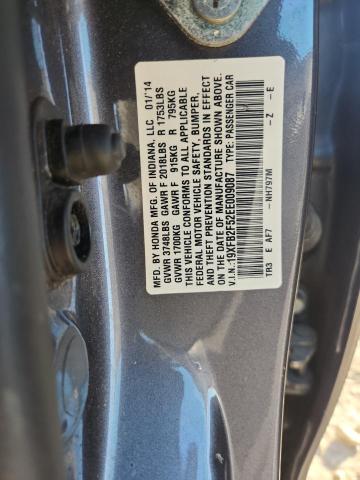 MFD. BY HONDA MFG. OF INDIANA, LLC 01/'14
GVWR 3748LBS GAWR F 2018LBS R 1753LBS
GVWR 1700KG GAWR F 915KG R 795KG
THIS VEHICLE CONFORMS TO ALL APPLICABLE
FEDERAL MOTOR VEHICLE SAFETY, BUMPER,
AND THEFT PREVENTION STANDARDS IN EFFECT
ON THE DATE OF MANUFACTURE SHOWN ABOVE.
V.I.N.:19XFB2F52EE009087 TYPE: PASSENGER CAR
TR3 E AF7 -NH797M -Z -E